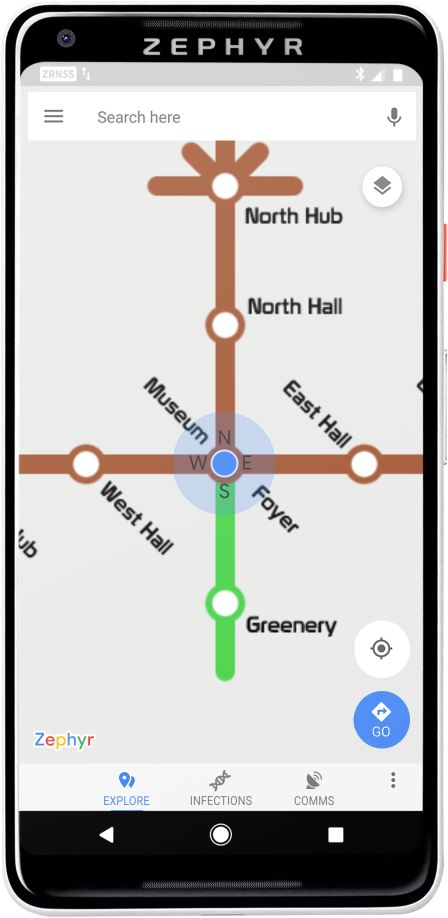 ZEPHYR
ZRNSS
Search here
North Hub
North Hall
Museum
East Hall
N
W E
S
West Hall
Foyer
ub
Greenery
GO
Zephyr
EXPLORE
INFECTIONS
COMMS